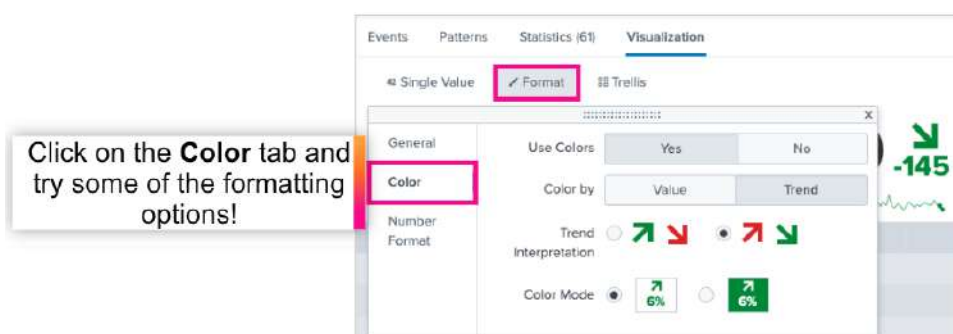 Events Patterns Statistics (61) Visualization
42 Single Value Format Trellis
x
General
Color
Number
Format
Use Colors Yes No
Color by Value Trend
Trend
Interpretation
Color Mode 6% 6%
-145
Click on the Color tab and
try some of the formatting
options!